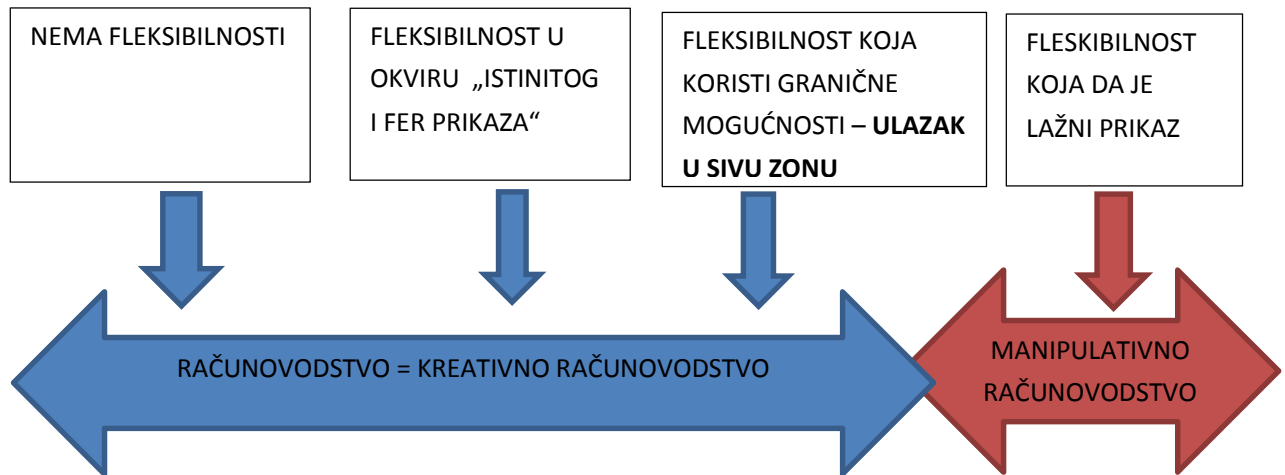 NEMA FLEKSIBILNOSTI
FLEKSIBILNOST U
OKVIRU „ISTINITOG
I FER PRIKAZA“
FLEKSIBILNOST KOJA
KORISTI GRANIČNE
MOGUĆNOSTI – ULAZAK
U SIVU ZONU
FLESKIBILNOST
KOJA DA JE
LAŽNI PRIKAZ
RAČUNOVODSTVO = KREATIVNO RAČUNOVODSTVO
MANIPULATIVNO
RAČUNOVODSTVO